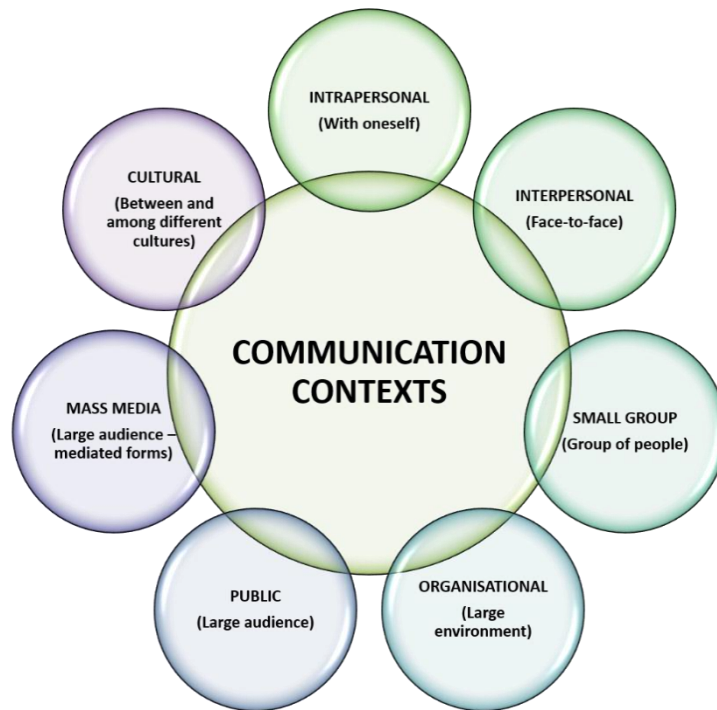 INTRAPERSONAL
(With oneself)
INTERPERSONAL
(Face-to-face)
SMALL GROUP
(Group of people)
ORGANISATIONAL
(Large
environment)
PUBLIC
(Large audience)
MASS MEDIA
(Large audience –
mediated forms)
CULTURAL
(Between and
among different
cultures)
COMMUNICATION
CONTEXTS